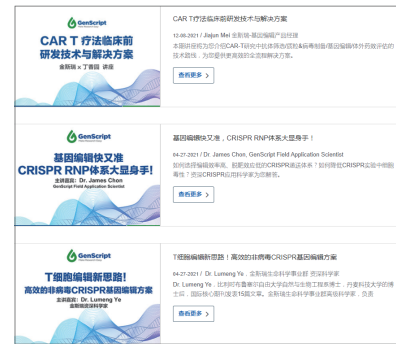 GenScript
CAR T 疗法临床前
研发技术与解决方案
金斯瑞 x 丁香园 讲座
CAR T疗法临床前研发技术与解决方案
12-08-2021 / Jiajun Mei 金斯瑞-基因编辑产品经理
本期讲座将为您介绍CAR-T研究中抗体筛选/质粒&病毒制备/基因编辑/体外药效评估的
技术路线，为您提供更高效的全流程解决方案。
查看更多 >
GenScript
基因编辑快又准
CRISPR RNP体系大显身手!
主讲嘉宾: Dr. James Chon
GenScript Field Application Scientist
基因编辑快又准，CRISPR RNP体系大显身手！
04-27-2021 / Dr. James Chon, GenScript Field Application Scientist
如何选择编辑效率高、脱靶效应低的CRISPR递送体系？如何降低CRISPR实验中细胞
毒性？资深CRISPR应用科学家为您解答。
查看更多 >
GenScript
T细胞编辑新思路!
高效的非病毒CRISPR基因编辑方案
主讲嘉宾: Dr. Lumeng Ye
金斯瑞资深科学家
T细胞编辑新思路！高效的非病毒CRISPR基因编辑方案
04-27-2021 / Dr. Lumeng Ye，金斯瑞生命科学事业群 资深科学家
Dr. Lumeng Ye，比利时布鲁塞尔自由大学自然与生物工程系博士，丹麦科技大学的博
士后，国际核心期刊发表15篇文章。金斯瑞生命科学事业群高级科学家，负责
查看更多 >